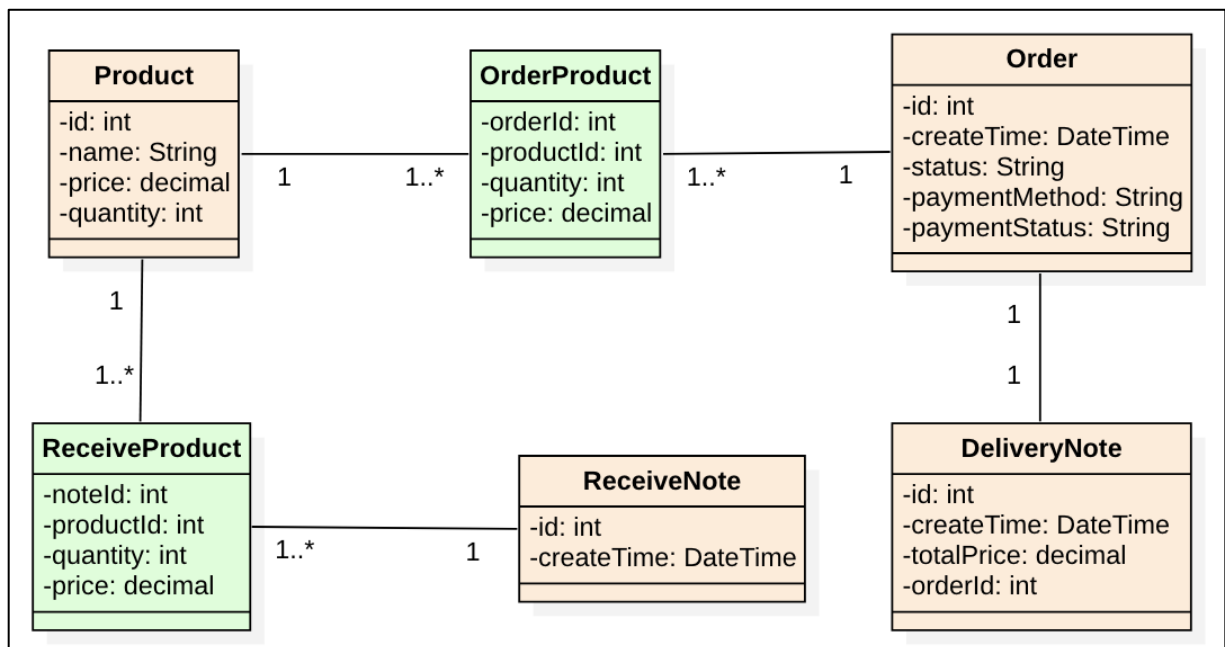 Product
-id: int
-name: String
-price: decimal
-quantity: int
OrderProduct
-orderId: int
-productId: int
-quantity: int
-price: decimal
Order
-id: int
-createTime: DateTime
-status: String
-paymentMethod: String
-paymentStatus: String
1
1..*
1..*
1
1
1..*
1
1
ReceiveProduct
-noteId: int
-productId: int
-quantity: int
-price: decimal
1..*
1
ReceiveNote
-id: int
-createTime: DateTime
DeliveryNote
-id: int
-createTime: DateTime
-totalPrice: decimal
-orderId: int